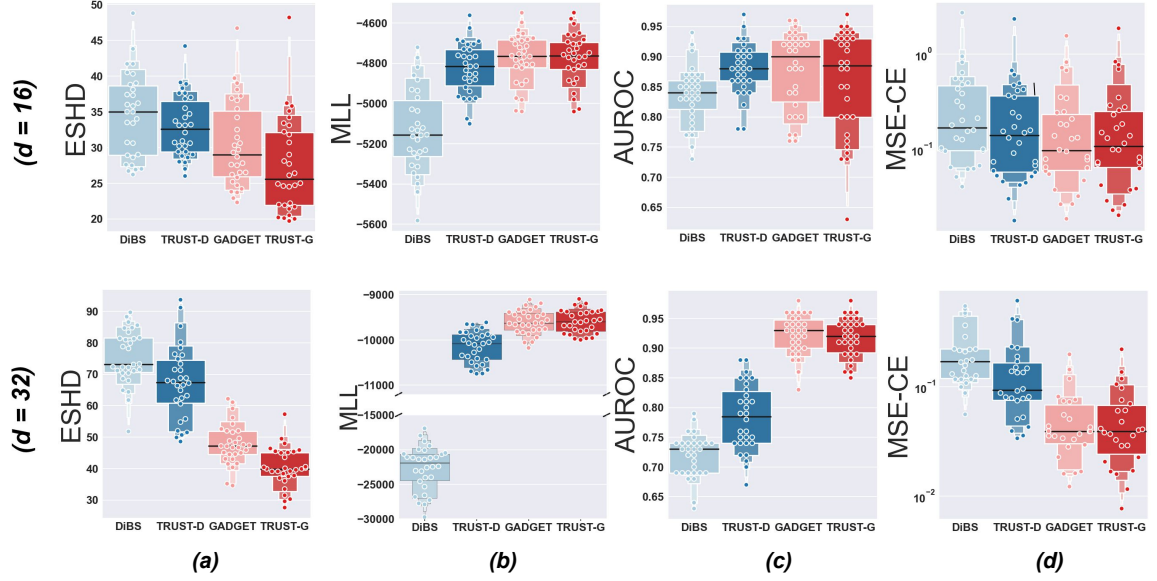 (d = 16)
ESHD
50
45
40
35
30
25
20
DiBS TRUST-D GADGET TRUST-G
MLL
−4600
−4800
−5000
−5200
−5400
−5600
DiBS TRUST-D GADGET TRUST-G
AUROC
0.95
0.90
0.85
0.80
0.75
0.70
0.65
DiBS TRUST-D GADGET TRUST-G
MSE-CE
10⁰
10⁻¹
DiBS TRUST-D GADGET TRUST-G
(d = 32)
ESHD
90
80
70
60
50
40
30
DiBS TRUST-D GADGET TRUST-G
MLL
−9000
−10000
−11000
−15000
−20000
−25000
−30000
DiBS TRUST-D GADGET TRUST-G
AUROC
0.95
0.90
0.85
0.80
0.75
0.70
0.65
DiBS TRUST-D GADGET TRUST-G
MSE-CE
10⁻¹
10⁻²
DiBS TRUST-D GADGET TRUST-G
(a) (b) (c) (d)